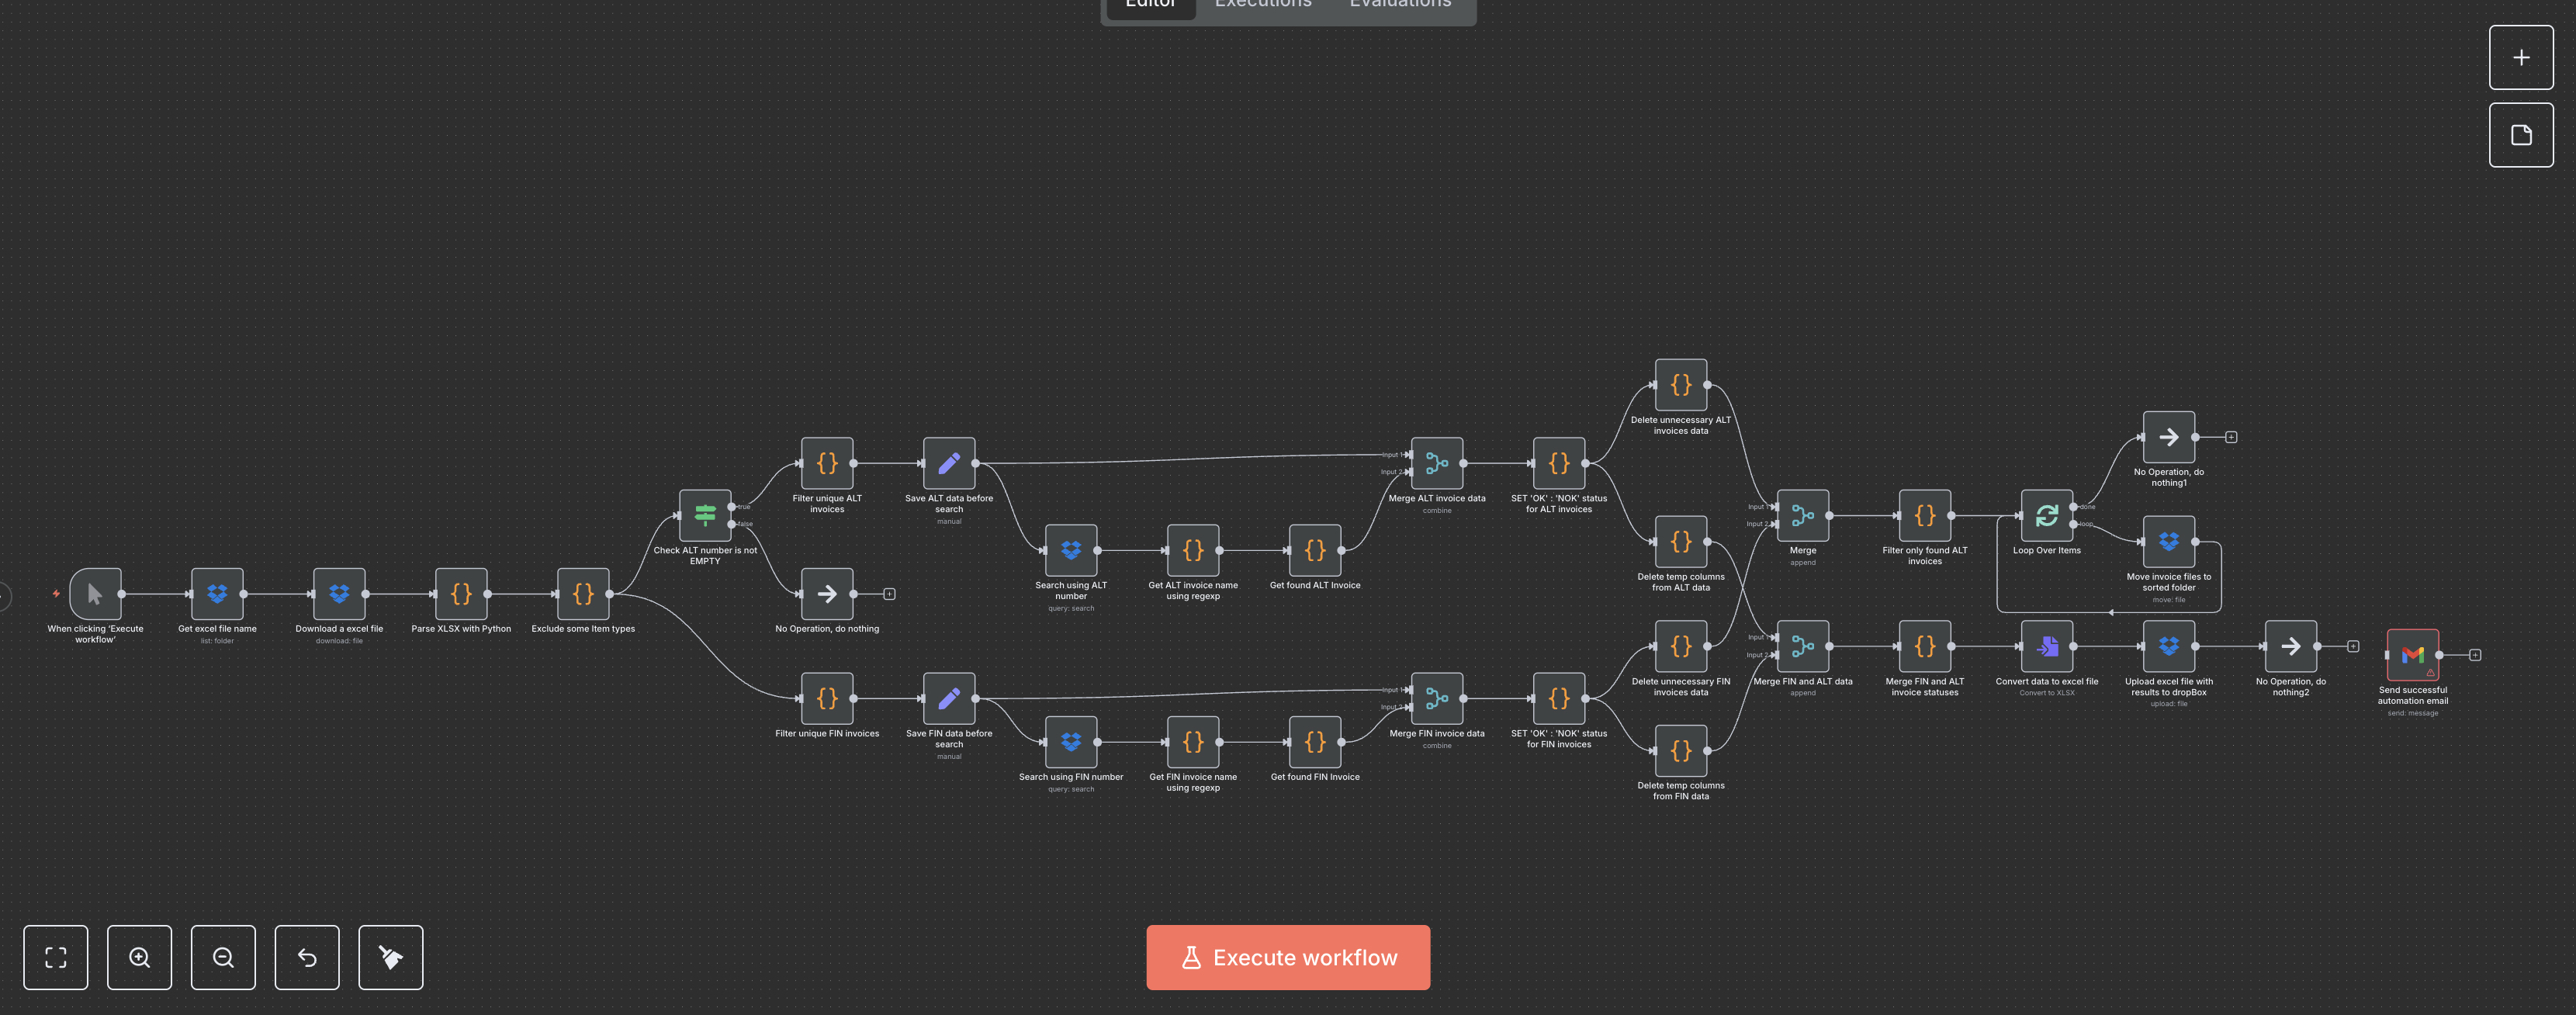 Editor
Executions
Evaluations
When clicking 'Execute
workflow'
Get excel file name
list: folder
Download a excel file
download: file
Parse XLSX with Python
Exclude some Item types
true
false
Check ALT number is not
EMPTY
Filter unique ALT
invoices
Save ALT data before
search
manual
No Operation, do nothing
Search using ALT
number
query: search
Get ALT invoice name
using regexp
Get found ALT Invoice
Input 1
Input 2
Merge ALT invoice data
combine
SET 'OK' : 'NOK' status
for ALT invoices
Filter unique FIN invoices
Save FIN data before
search
manual
Search using FIN number
query: search
Get FIN invoice name
using regexp
Get found FIN Invoice
Input 1
Input 2
Merge FIN invoice data
combine
SET 'OK' : 'NOK' status
for FIN invoices
Delete unnecessary ALT
invoices data
Delete temp columns
from ALT data
Delete unnecessary FIN
invoices data
Delete temp columns
from FIN data
Input 1
Input 2
Merge
append
Filter only found ALT
invoices
done
loop
Loop Over Items
No Operation, do
nothing1
Move invoice files to
sorted folder
move: file
Input 1
Input 2
Merge FIN and ALT data
append
Merge FIN and ALT
invoice statuses
Convert data to excel file
Convert to XLSX
Upload excel file with
results to dropBox
upload: file
No Operation, do
nothing2
Send successful
automation email
send: message
Execute workflow